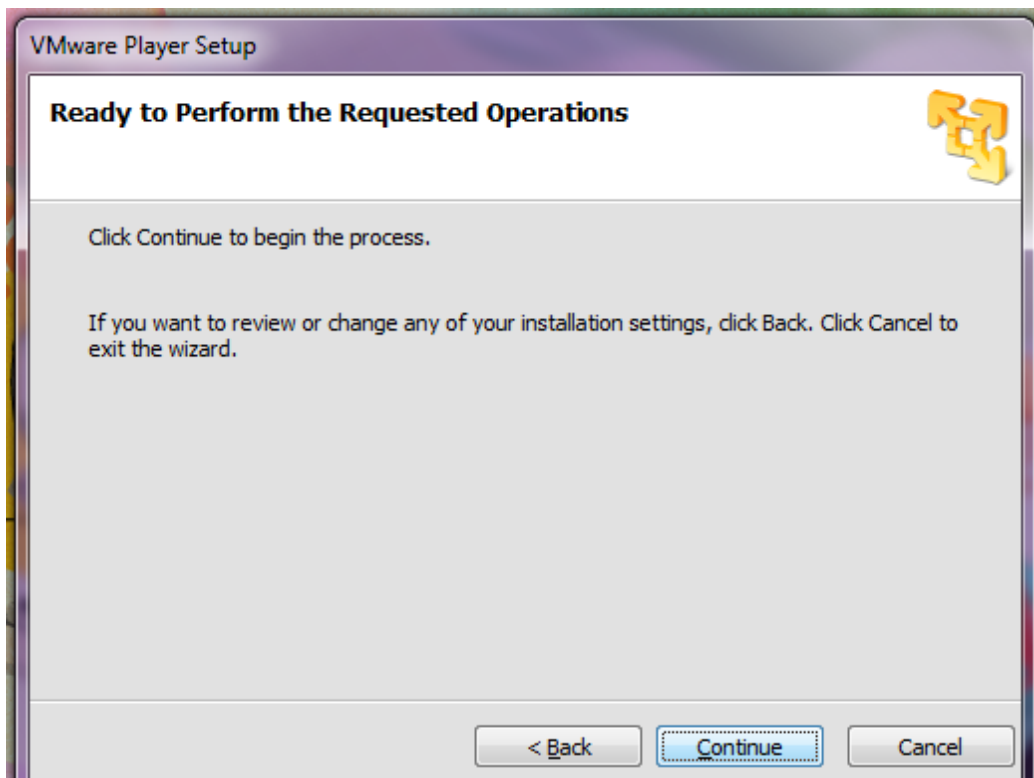 VMware Player Setup
Ready to Perform the Requested Operations
Click Continue to begin the process.
If you want to review or change any of your installation settings, click Back. Click Cancel to
exit the wizard.
< Back
Continue
Cancel